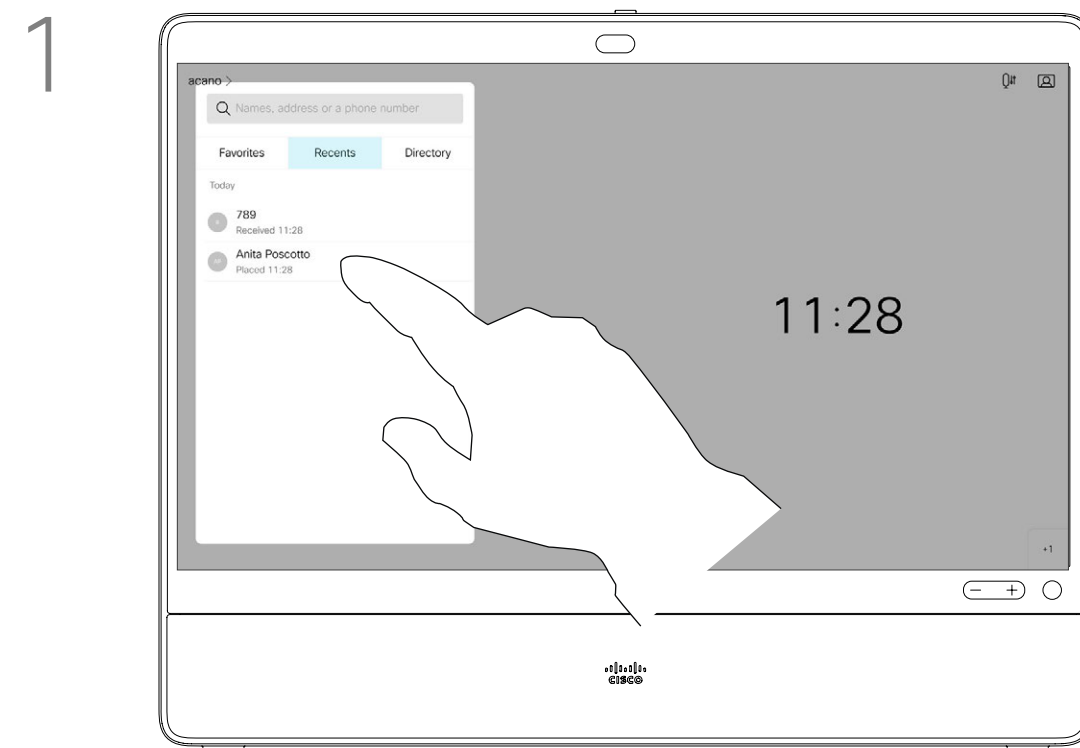 1
acano >
Names, address or a phone number
Favorites Recents Directory
Today
789
Received 11:28
Anita Poscotto
Placed 11:28
11:28
+1
CISCO